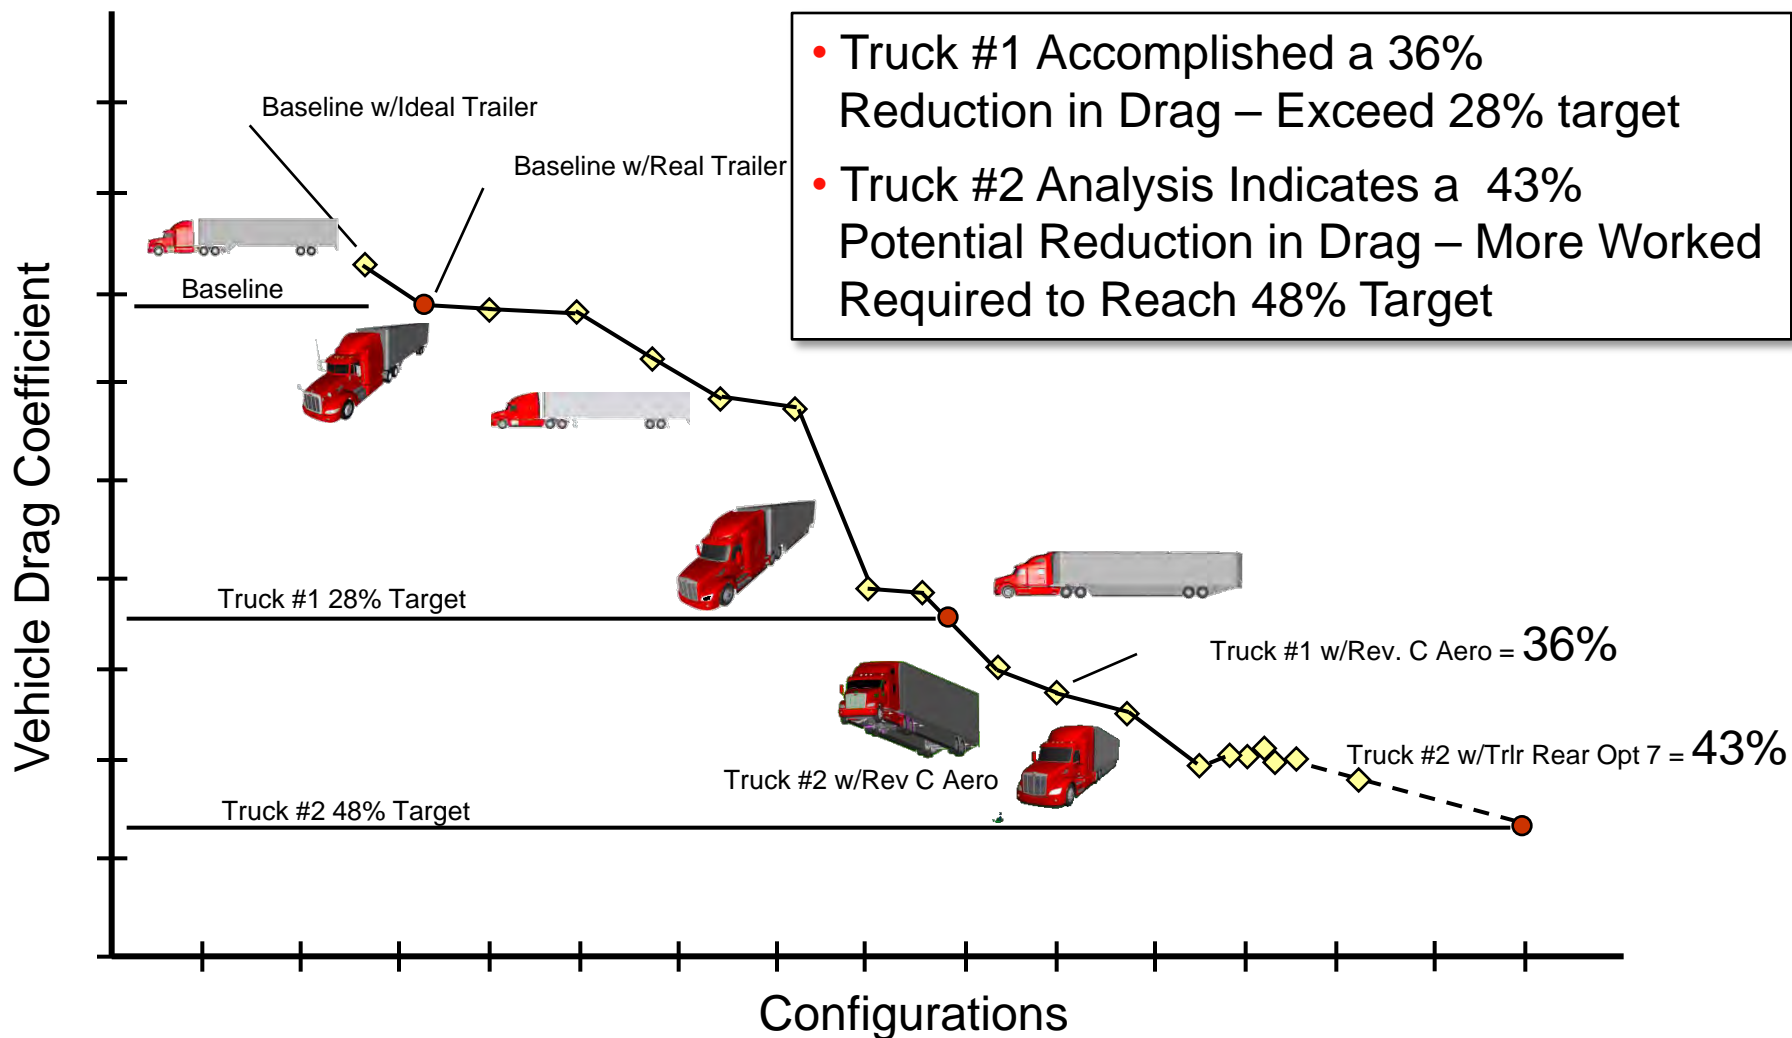 • Truck #1 Accomplished a 36%
Reduction in Drag – Exceed 28% target
• Truck #2 Analysis Indicates a  43%
Potential Reduction in Drag – More Worked
Required to Reach 48% Target
Baseline w/Ideal Trailer
Baseline w/Real Trailer
Baseline
Vehicle Drag Coefficient
Truck #1 28% Target
Truck #1 w/Rev. C Aero = 36%
Truck #2 w/Trlr Rear Opt 7 = 43%
Truck #2 w/Rev C Aero
Truck #2 48% Target
Configurations